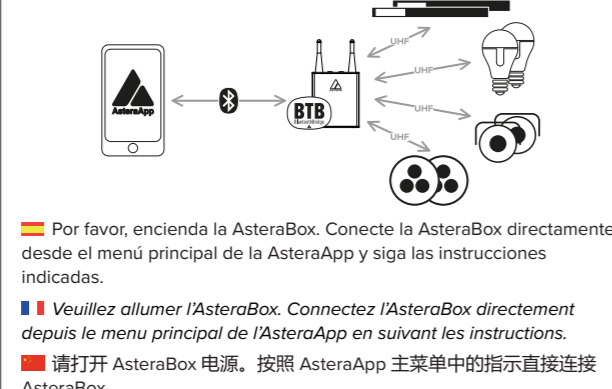 UHF
UHF
AsteraApp
BTB
BluetoothBridge
UHF
UHF
Por favor, encienda la AsteraBox. Conecte la AsteraBox directamente
desde el menú principal de la AsteraApp y siga las instrucciones
indicadas.
Veuillez allumer l'AsteraBox. Connectez l'AsteraBox directement
depuis le menu principal de l'AsteraApp en suivant les instructions.
请打开 AsteraBox 电源。按照 AsteraApp 主菜单中的指示直接连接
AsteraBox